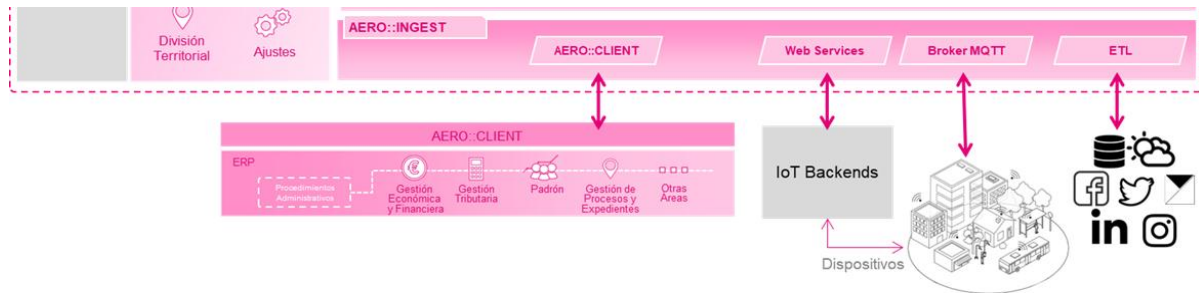 División
Territorial
Ajustes
AERO::INGEST
AERO::CLIENT
Web Services
Broker MQTT
ETL
AERO::CLIENT
ERP
Procedimientos
Administrativos
Gestión
Económica
y Financiera
Gestión
Tributaria
Padrón
Gestión de
Procesos y
Expedientes
Otras
Áreas
IoT Backends
Dispositivos